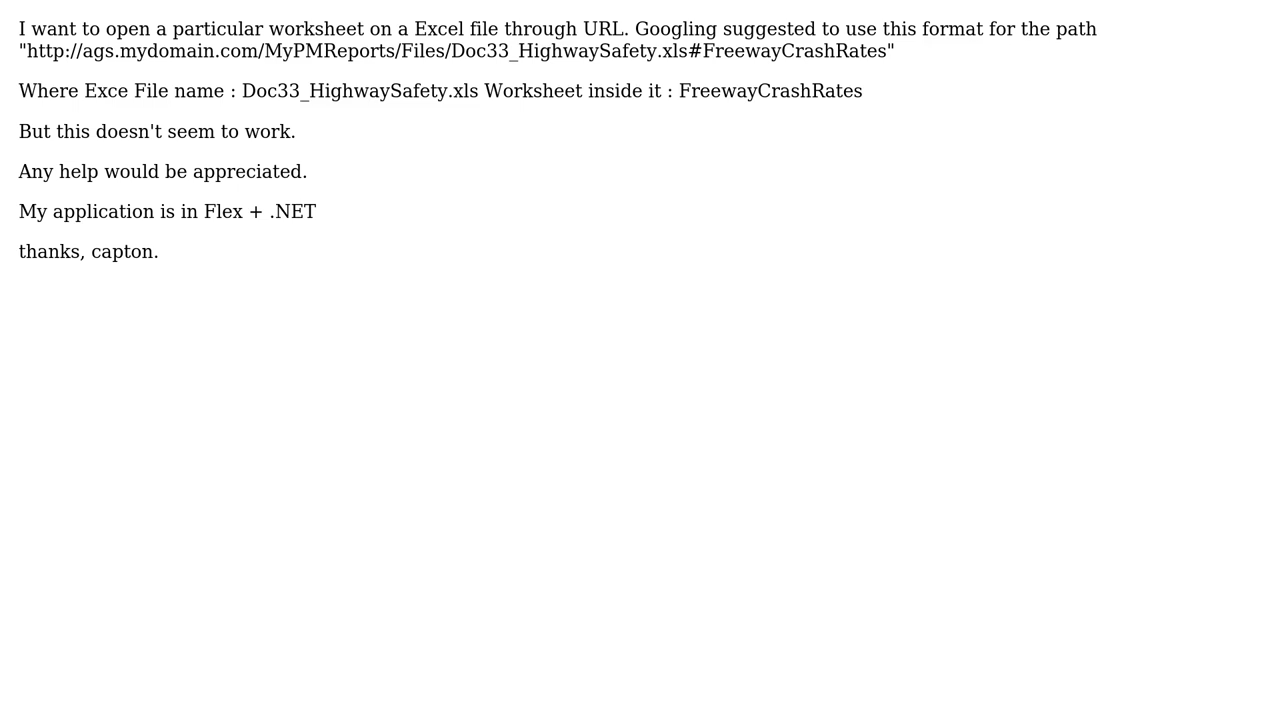 I want to open a particular worksheet on a Excel file through URL. Googling suggested to use this format for the path
"http://ags.mydomain.com/MyPMReports/Files/Doc33_HighwaySafety.xls#FreewayCrashRates"
Where Exce File name : Doc33_HighwaySafety.xls Worksheet inside it : FreewayCrashRates
But this doesn't seem to work.
Any help would be appreciated.
My application is in Flex + .NET
thanks, capton.